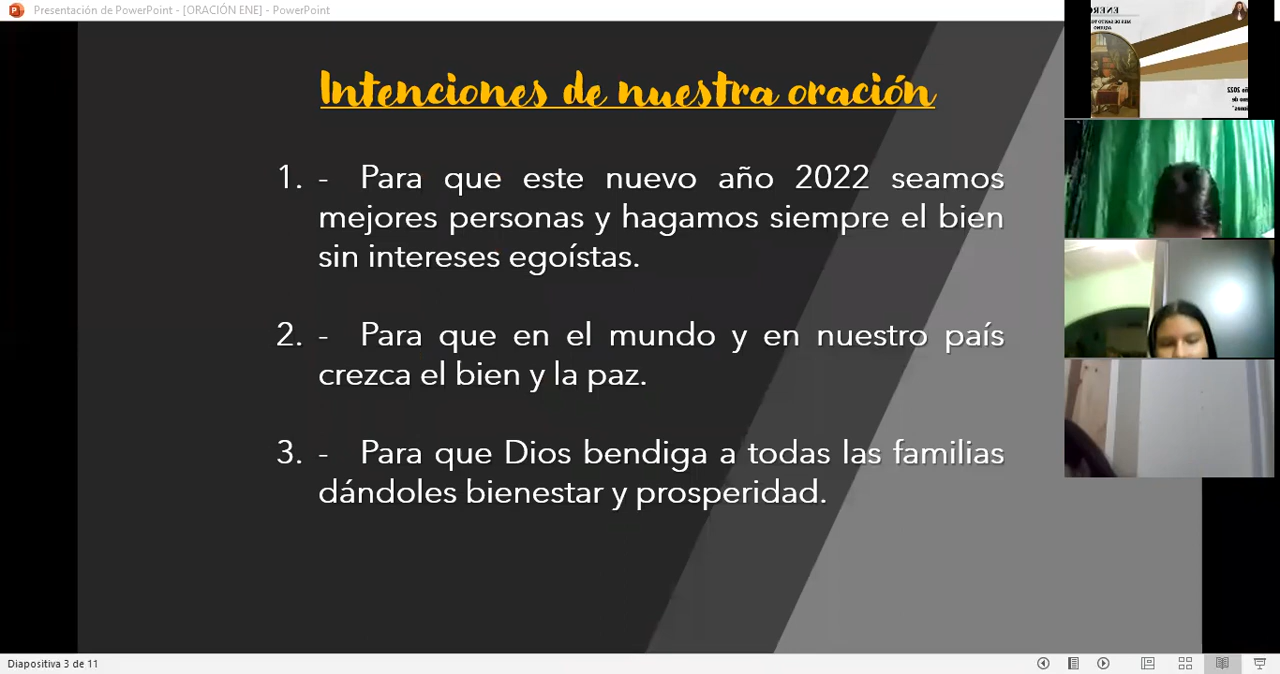 Presentación de PowerPoint - [ORACIÓN ENE] - PowerPoint
Intenciones de nuestra oración
1. - Para que este nuevo año 2022 seamos
mejores personas y hagamos siempre el bien
sin intereses egoístas.
2. - Para que en el mundo y en nuestro país
crezca el bien y la paz.
3. - Para que Dios bendiga a todas las familias
dándoles bienestar y prosperidad.
Diapositiva 3 de 11